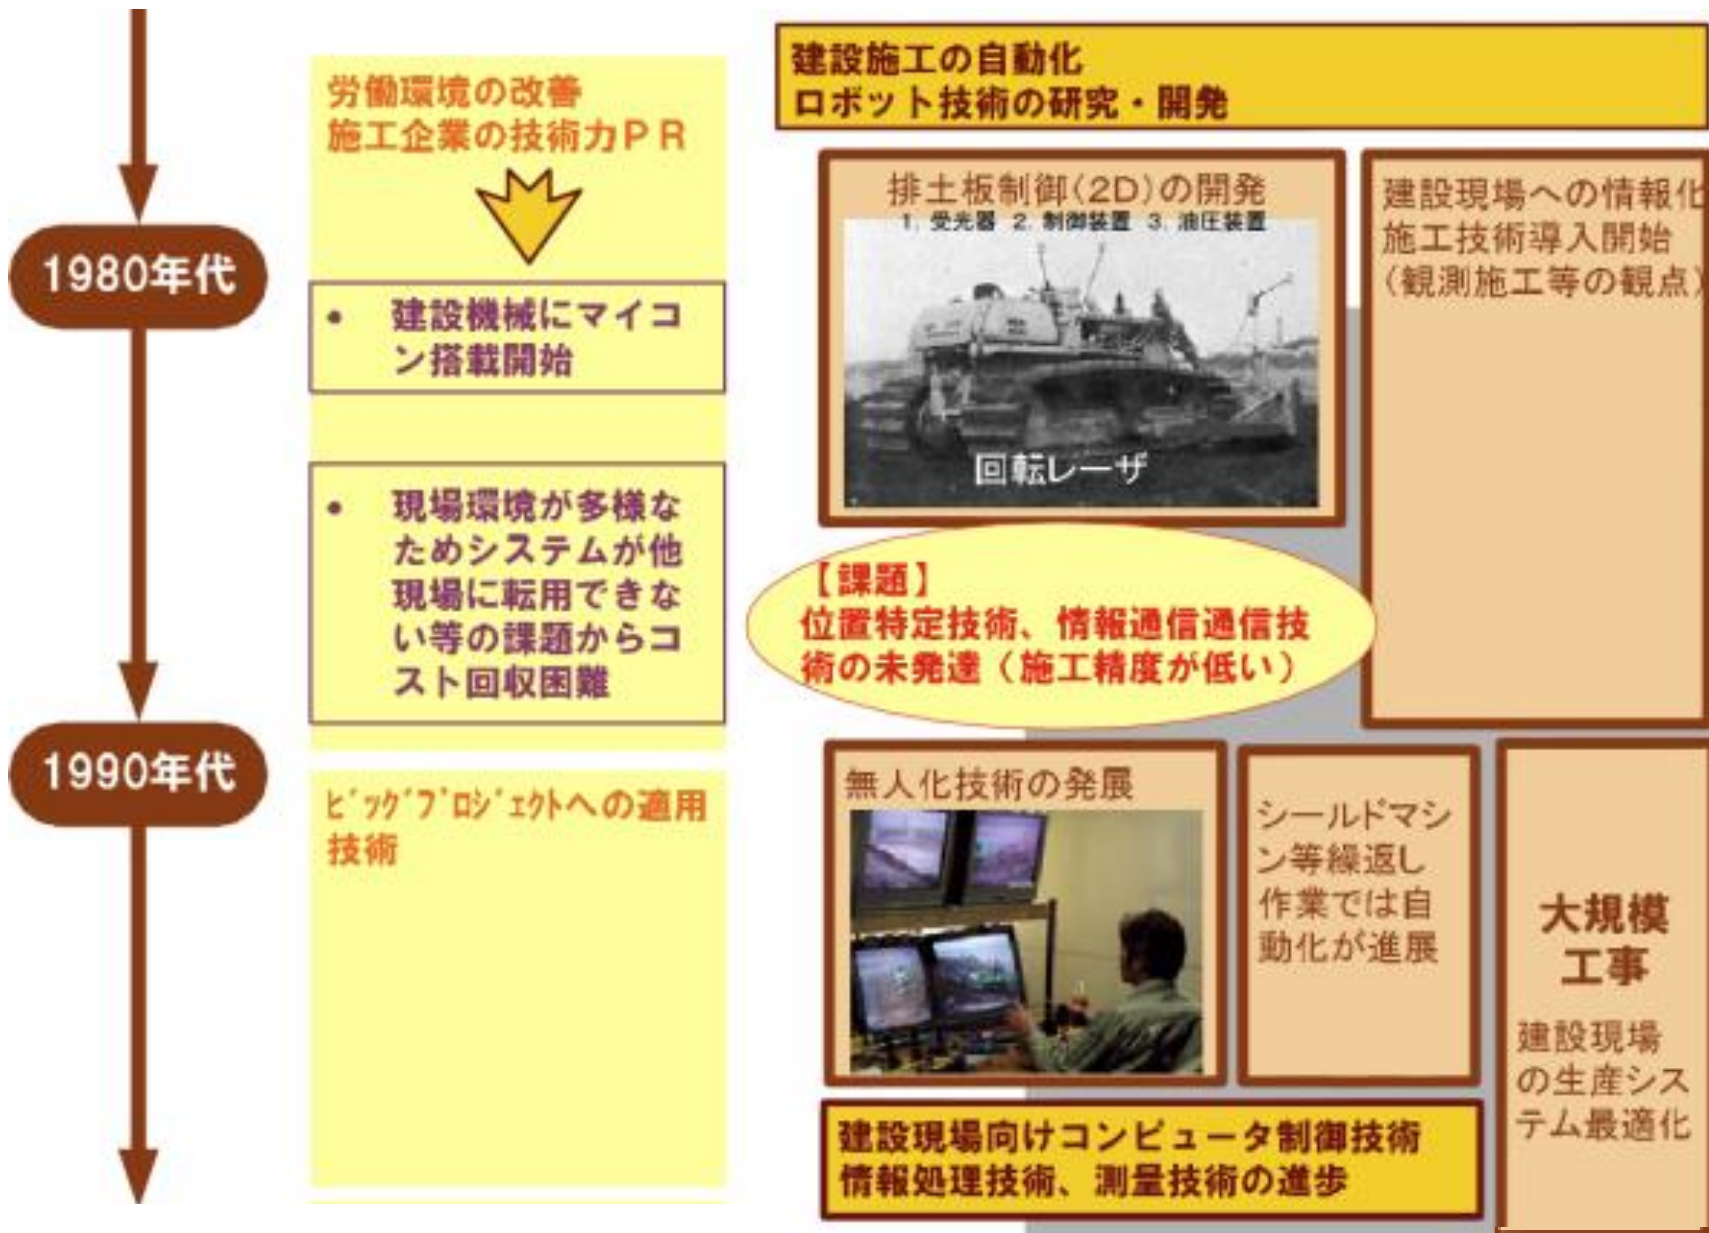 1980年代
1990年代
労働環境の改善
施工企業の技術力PR
• 建設機械にマイコ
ン搭載開始
• 現場環境が多様な
ためシステムが他
現場に転用できな
い等の課題からコ
スト回収困難
ﾋﾞｯｸﾞﾌﾟﾛｼﾞｪｸﾄへの適用
技術
建設施工の自動化
ロボット技術の研究・開発
排土板制御(2D)の開発
1. 受光器 2. 制御装置 3. 油圧装置
回転レーザ
建設現場への情報化
施工技術導入開始
(観測施工等の観点)
【課題】
位置特定技術、情報通信通信技
術の未発達（施工精度が低い）
無人化技術の発展
シールドマシ
ン等繰返し
作業では自
動化が進展
大規模
工事
建設現場
の生産シス
テム最適化
建設現場向けコンピュータ制御技術
情報処理技術、測量技術の進歩